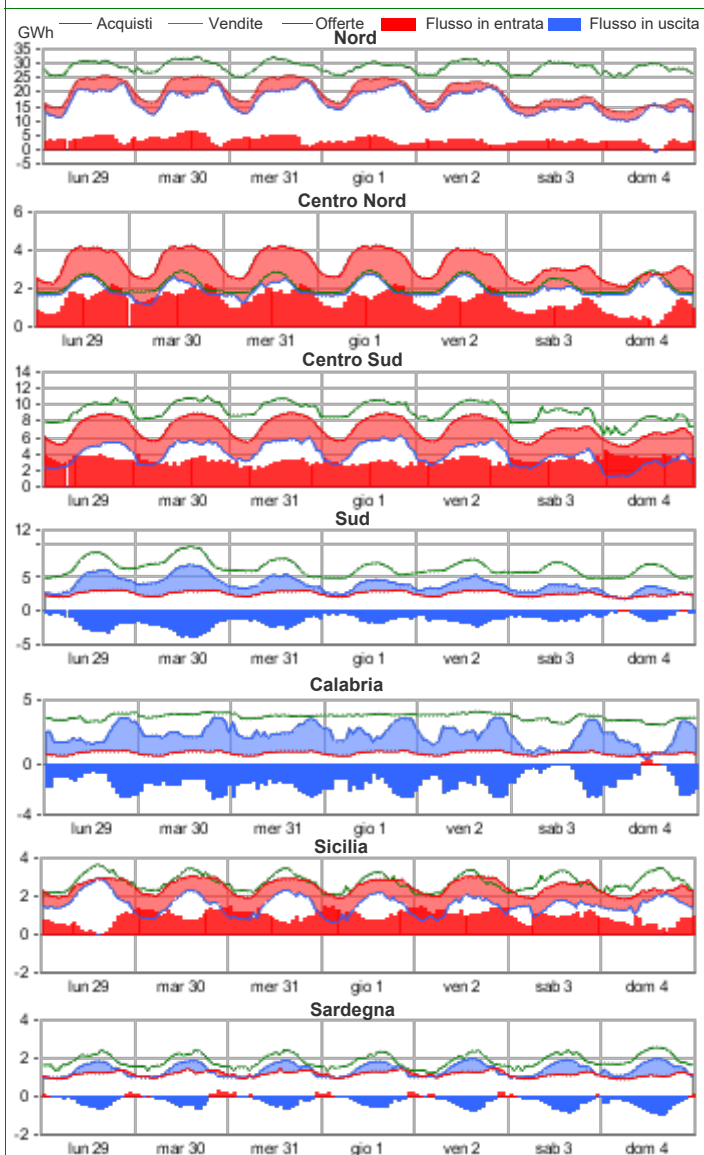 GWh
Acquisti Vendite Offerte Flusso in entrata Flusso in uscita
Nord
35
30
25
20
15
10
5
0
-5
lun 29 mar 30 mer 31 gio 1 ven 2 sab 3 dom 4
Centro Nord
6
4
2
0
lun 29 mar 30 mer 31 gio 1 ven 2 sab 3 dom 4
Centro Sud
14
12
10
8
6
4
2
0
lun 29 mar 30 mer 31 gio 1 ven 2 sab 3 dom 4
Sud
12
5
0
-5
lun 29 mar 30 mer 31 gio 1 ven 2 sab 3 dom 4
Calabria
5
0
-4
lun 29 mar 30 mer 31 gio 1 ven 2 sab 3 dom 4
Sicilia
4
2
0
-2
lun 29 mar 30 mer 31 gio 1 ven 2 sab 3 dom 4
Sardegna
4
2
0
-2
lun 29 mar 30 mer 31 gio 1 ven 2 sab 3 dom 4